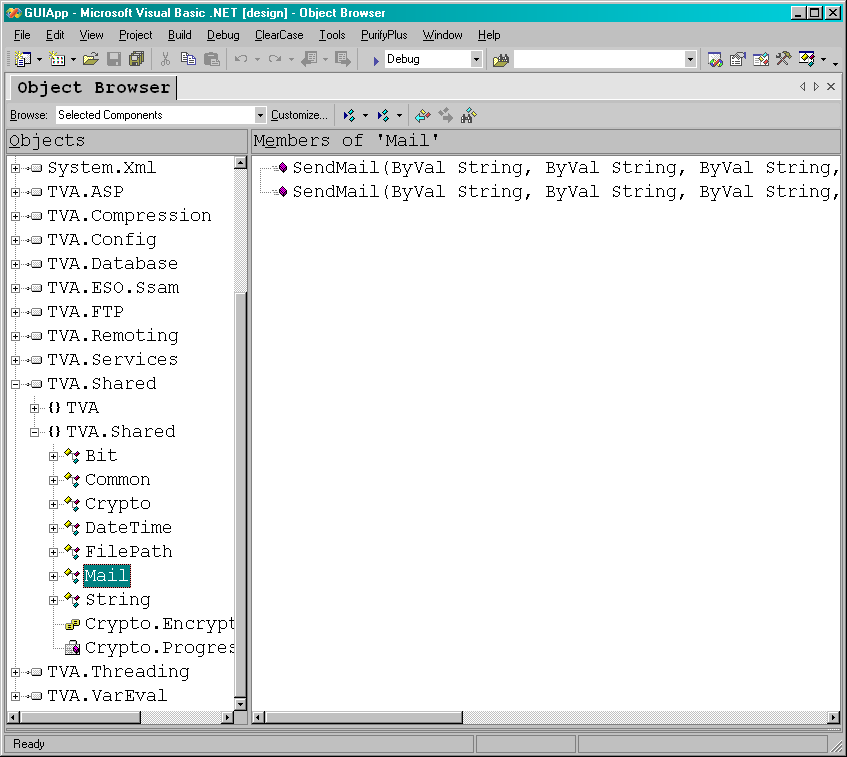 GUIApp - Microsoft Visual Basic .NET [design] - Object Browser
File Edit View Project Build Debug ClearCase Tools PurifyPlus Window Help
Debug
Object Browser
Browse: Selected Components Customize...
Objects
Members of 'Mail'
System.Xml
TVA.ASP
TVA.Compression
TVA.Config
TVA.Database
TVA.ESO.Ssam
TVA.FTP
TVA.Remoting
TVA.Services
TVA.Shared
{} TVA
{} TVA.Shared
Bit
Common
Crypto
DateTime
FilePath
Mail
String
Crypto.Encrypt
Crypto.Progres
TVA.Threading
TVA.VarEval
SendMail(ByVal String, ByVal String, ByVal String,
SendMail(ByVal String, ByVal String, ByVal String,
Ready